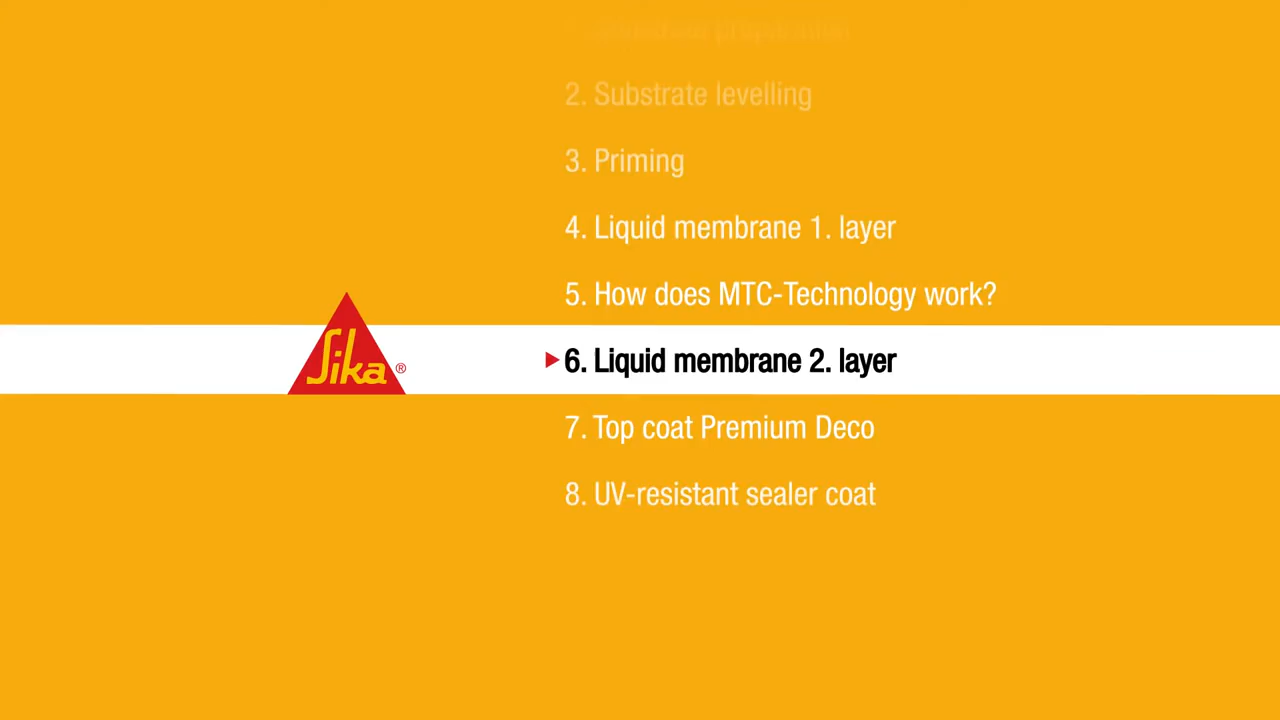 2. Substrate levelling
3. Priming
4. Liquid membrane 1. layer
5. How does MTC-Technology work?
Sika®
6. Liquid membrane 2. layer
7. Top coat Premium Deco
8. UV-resistant sealer coat